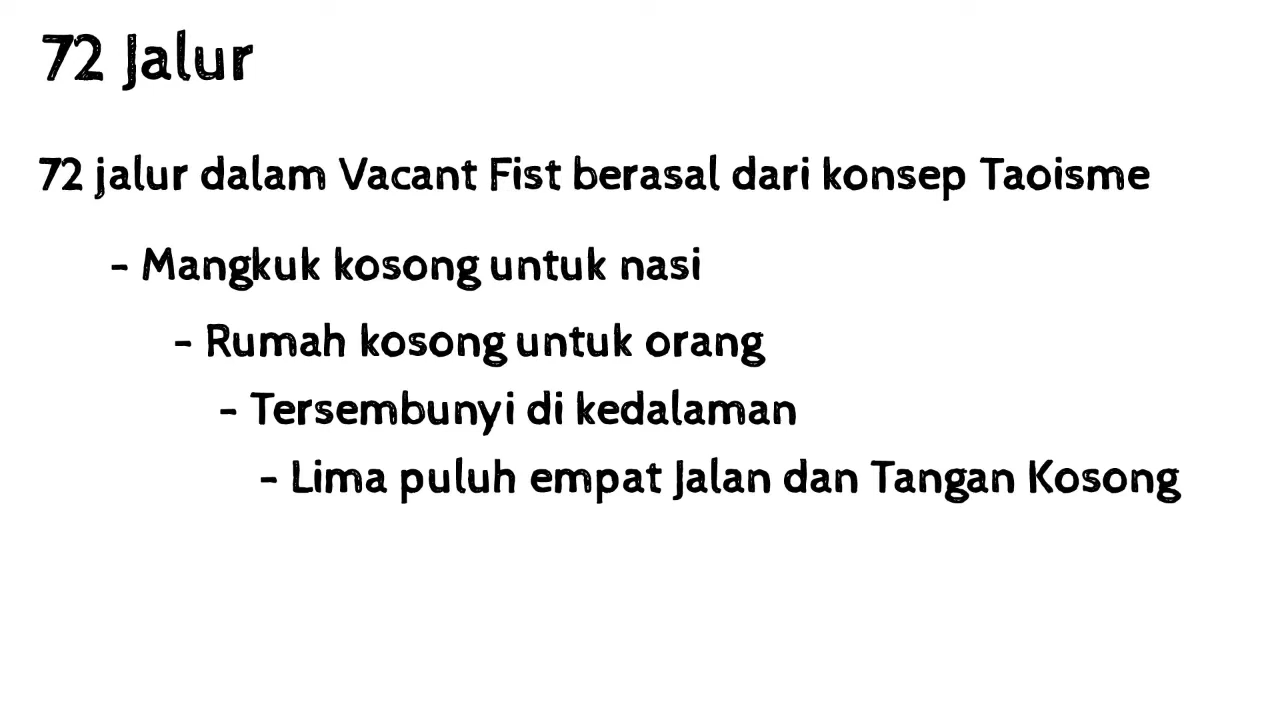 72 Jalur
72 jalur dalam Vacant Fist berasal dari konsep Taoisme
- Mangkuk kosong untuk nasi
- Rumah kosong untuk orang
- Tersembunyi di kedalaman
- Lima puluh empat Jalan dan Tangan Kosong